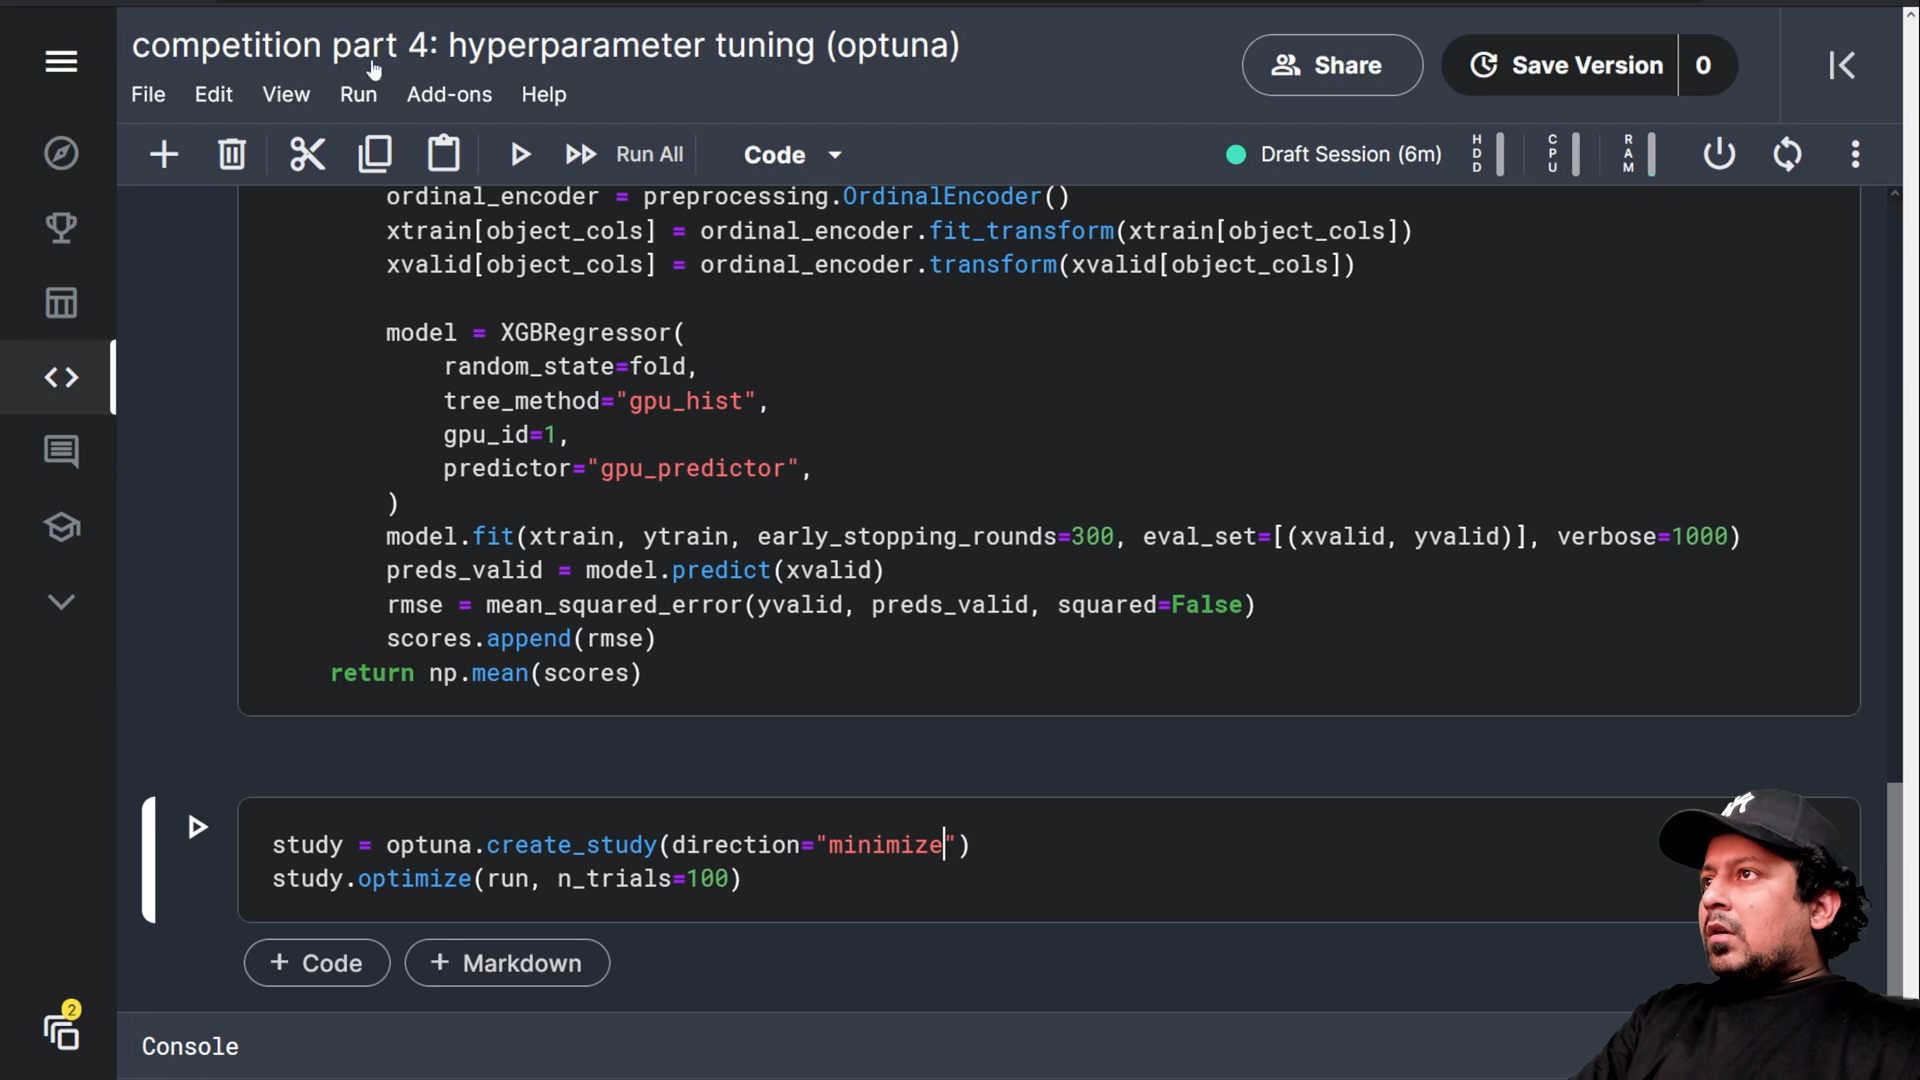 competition part 4: hyperparameter tuning (optuna)
Share
Save Version 0
File Edit View Run Add-ons Help
Run All Code
Draft Session (6m)
HDD
CPU
RAM
ordinal_encoder = preprocessing.OrdinalEncoder()
xtrain[object_cols] = ordinal_encoder.fit_transform(xtrain[object_cols])
xvalid[object_cols] = ordinal_encoder.transform(xvalid[object_cols])
model = XGBRegressor(
random_state=fold,
tree_method="gpu_hist",
gpu_id=1,
predictor="gpu_predictor",
)
model.fit(xtrain, ytrain, early_stopping_rounds=300, eval_set=[(xvalid, yvalid)], verbose=1000)
preds_valid = model.predict(xvalid)
rmse = mean_squared_error(yvalid, preds_valid, squared=False)
scores.append(rmse)
return np.mean(scores)
study = optuna.create_study(direction="minimize")
study.optimize(run, n_trials=100)
+ Code + Markdown
2
Console